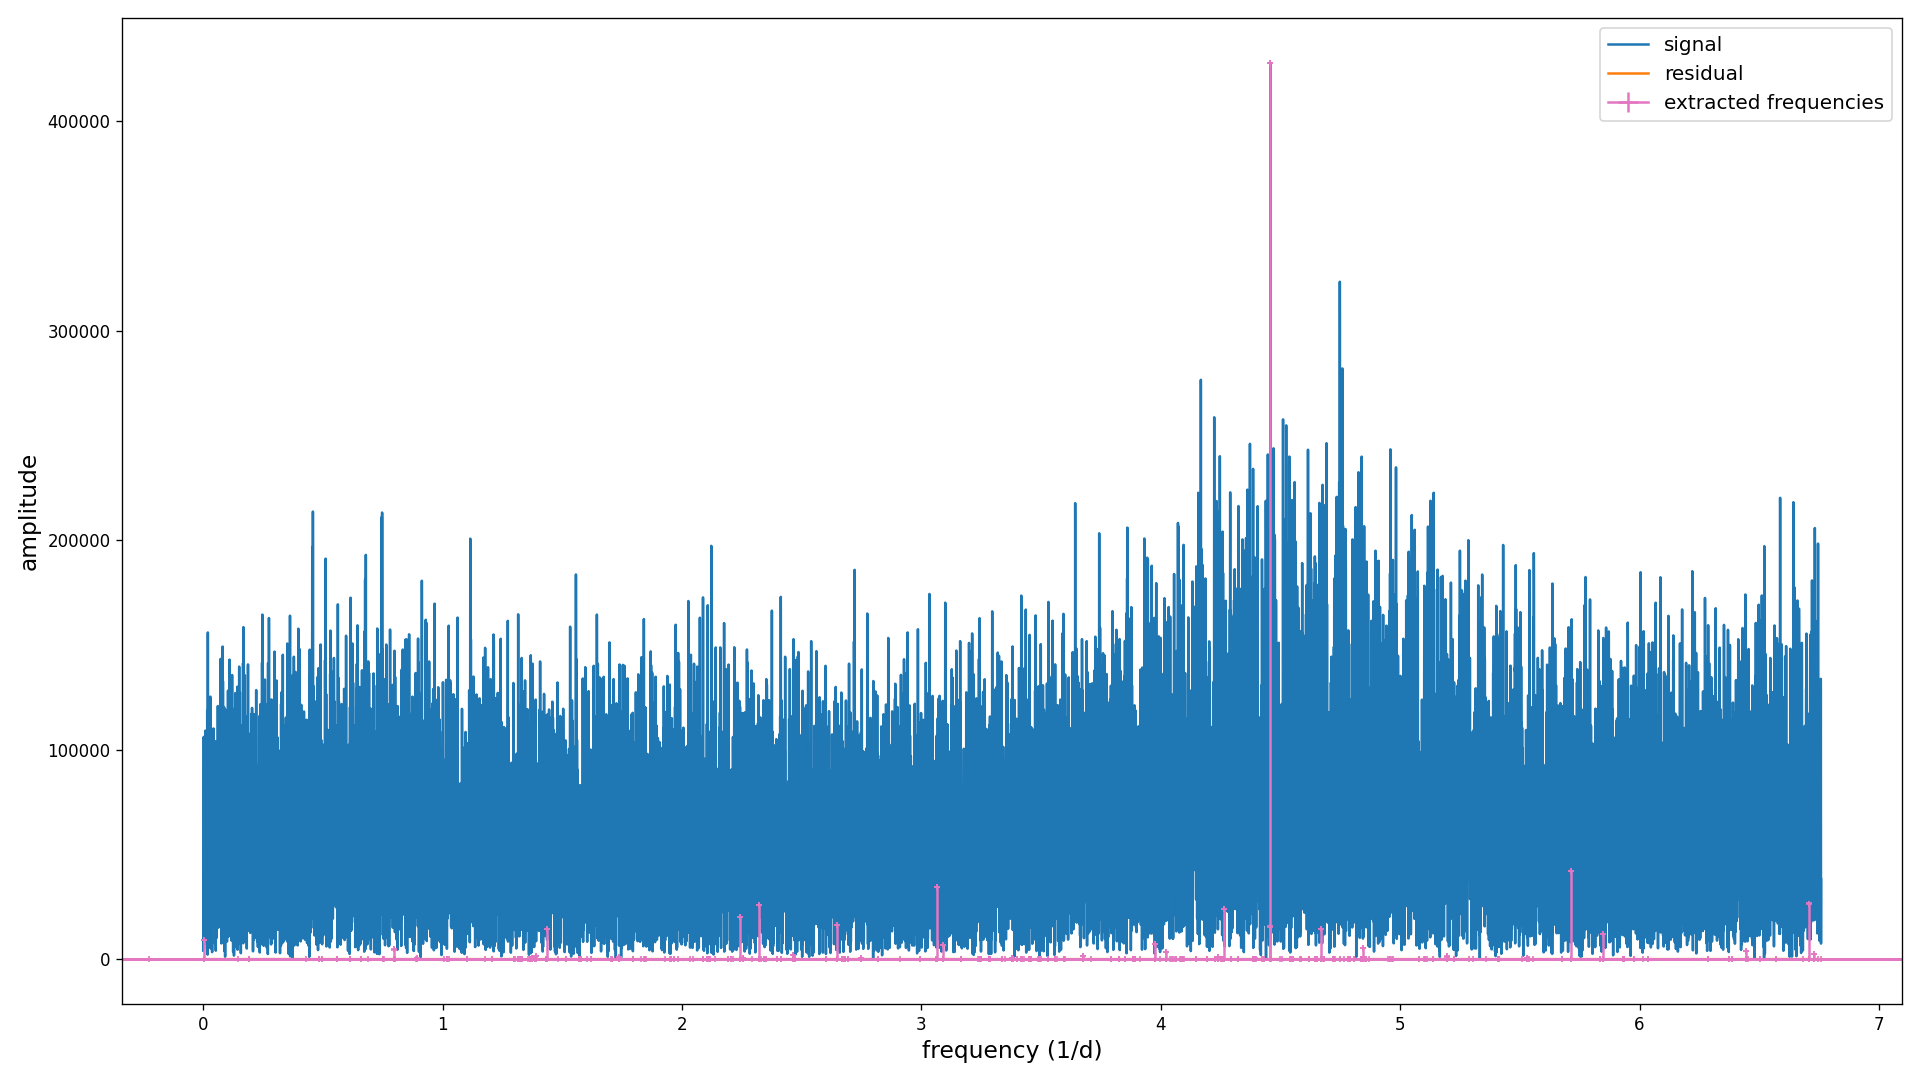 signal
residual
extracted frequencies
amplitude
400000
300000
200000
100000
0
0 1 2 3 4 5 6 7
frequency (1/d)